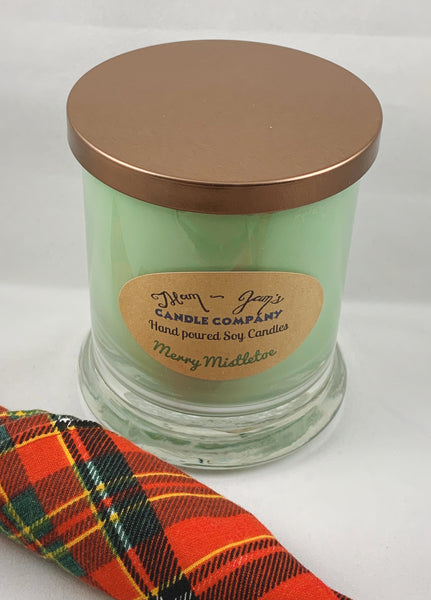 Mam - Jam's
CANDLE COMPANY
Hand poured Soy Candles
Merry Mistletoe